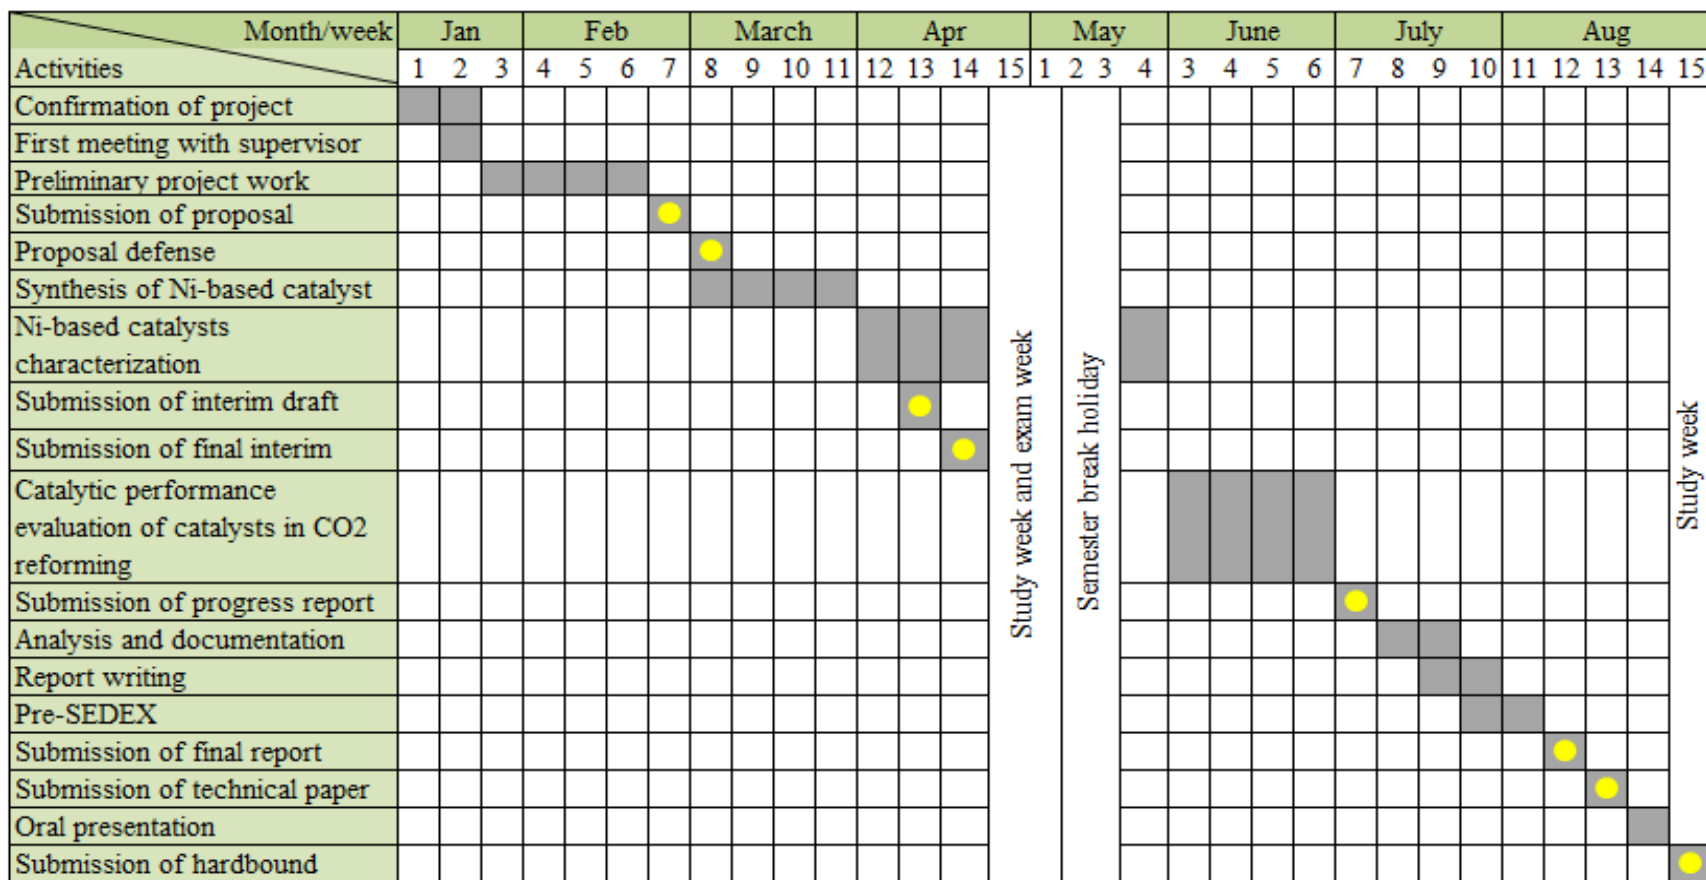 Month/week Jan Feb March Apr May June July Aug
Activities 1 2 3 4 5 6 7 8 9 10 11 12 13 14 15 1 2 3 4 3 4 5 6 7 8 9 10 11 12 13 14 15
Confirmation of project
First meeting with supervisor
Preliminary project work
Submission of proposal
Proposal defense
Synthesis of Ni-based catalyst
Ni-based catalysts
characterization
Submission of interim draft
Submission of final interim
Catalytic performance
evaluation of catalysts in CO2
reforming
Submission of progress report
Analysis and documentation
Report writing
Pre-SEDEX
Submission of final report
Submission of technical paper
Oral presentation
Submission of hardbound
Study week and exam week
Semester break holiday
Study week